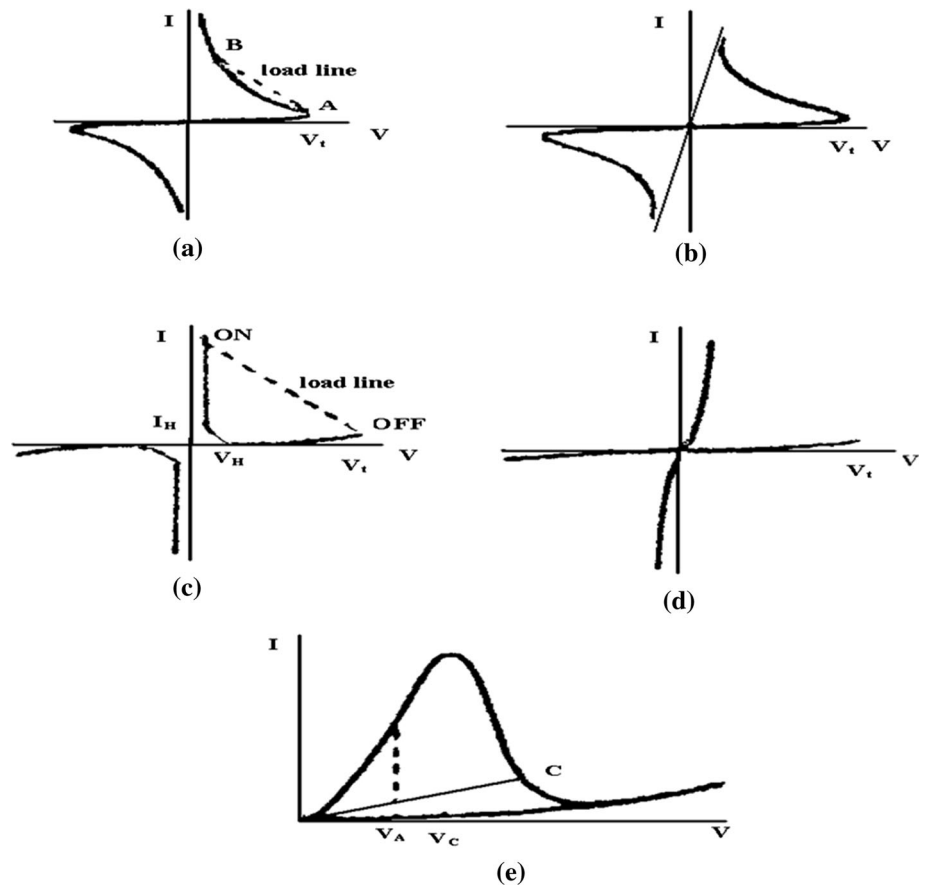 I
B
load line
A
Vt V
(a)
I
Vt V
(b)
I ON
load line
IH OFF
VH Vt V
(c)
I
Vt V
(d)
I
C
VA VC V
(e)